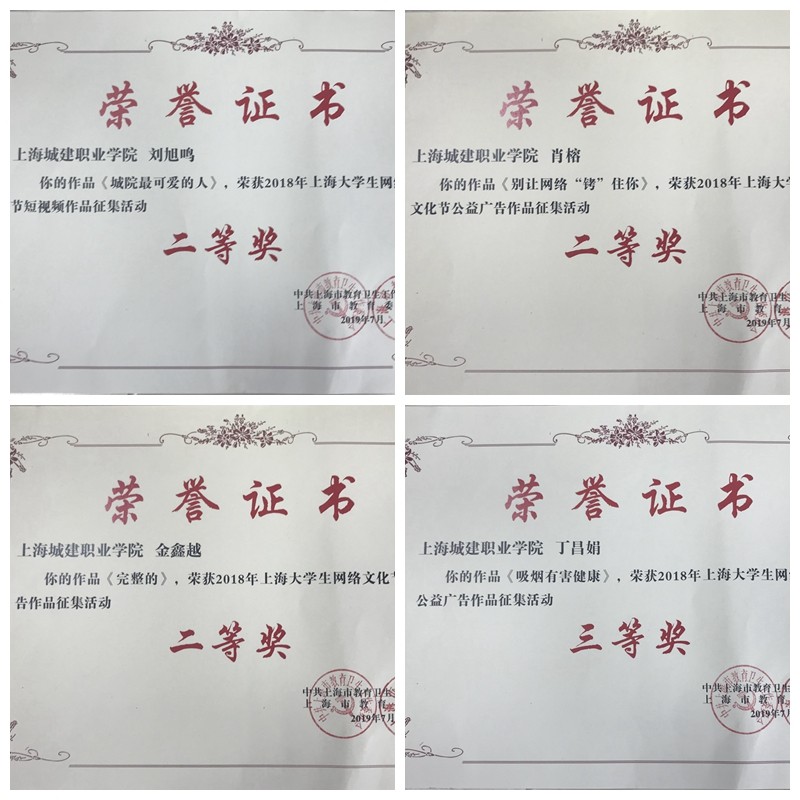 荣誉证书
上海城建职业学院 刘旭鸣
你的作品《城院最可爱的人》，荣获2018年上海大学生网络
节短视频作品征集活动
二等奖
中共上海市教育卫生工作
上海市教育委
2019年7月
荣誉证书
上海城建职业学院 肖榕
你的作品《别让网络“铐”住你》，荣获2018年上海大学
文化节公益广告作品征集活动
二等奖
中共上海市教育卫生
上海市教育
2019年7月
荣誉证书
上海城建职业学院 金鑫越
你的作品《完整的》，荣获2018年上海大学生网络文化节
告作品征集活动
二等奖
中共上海市教育卫生
上海市教育
2019年7月
荣誉证书
上海城建职业学院 丁昌娟
你的作品《吸烟有害健康》，荣获2018年上海大学生网
公益广告作品征集活动
三等奖
中共上海市教育卫生
上海市教育
2019年7月